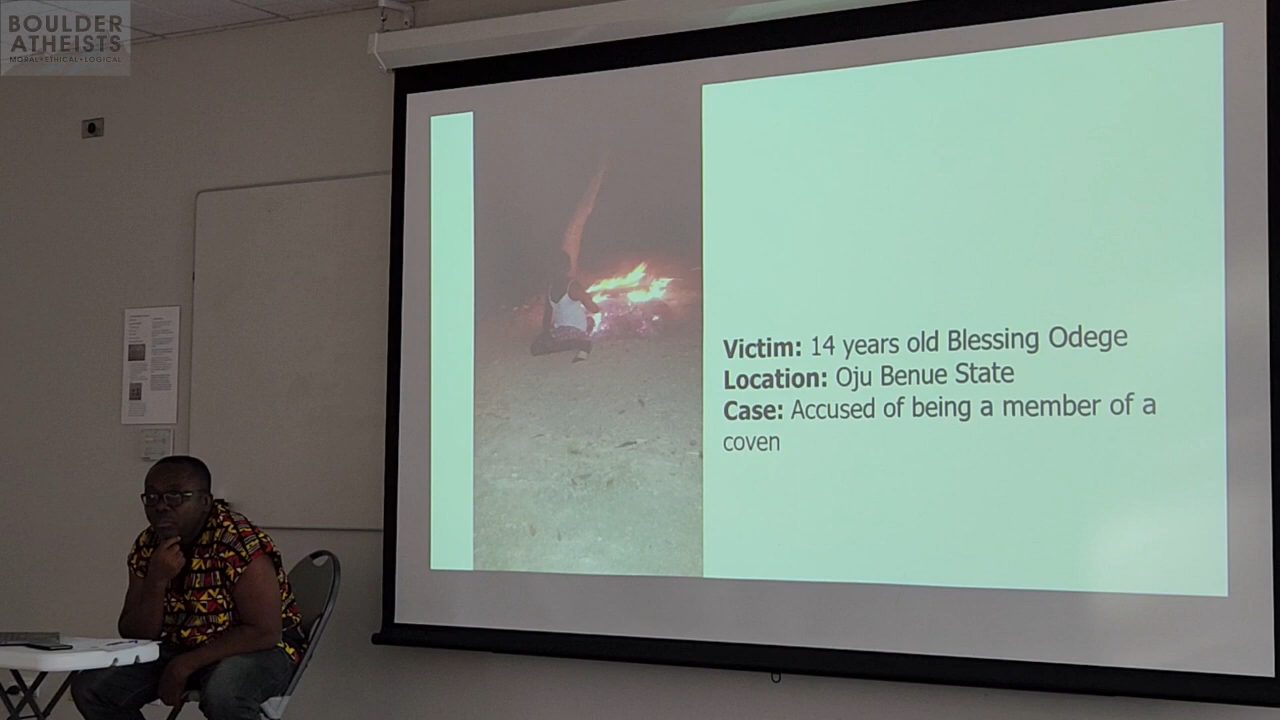 BOULDER
ATHEISTS
MORAL•ETHICAL•LOGICAL
Victim: 14 years old Blessing Odege
Location: Oju Benue State
Case: Accused of being a member of a
coven